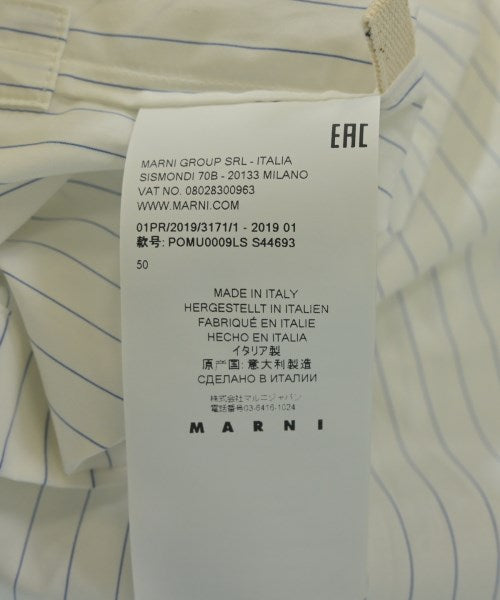 EAC
MARNI GROUP SRL - ITALIA
SISMONDI 70B - 20133 MILANO
VAT NO. 08028300963
WWW.MARNI.COM
01PR/2019/3171/1 - 2019 01
款号: POMU0009LS S44693
50
MADE IN ITALY
HERGESTELLT IN ITALIEN
FABRIQUÉ EN ITALIE
HECHO EN ITALIA
イタリア製
原产国: 意大利製造
СДЕЛАНО В ИТАЛИИ
株式会社マルニジャパン
電話番号03-6416-1024
MARNI